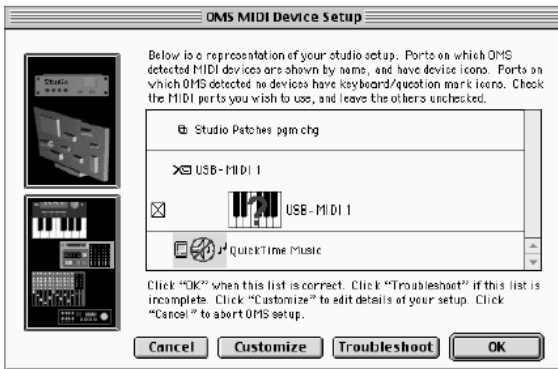 OMS MIDI Device Setup
Below is a representation of your studio setup. Ports on which OMS
detected MIDI devices are shown by name, and have device icons. Ports on
which OMS detected no devices have keyboard/question mark icons. Check
the MIDI ports you wish to use, and leave the others unchecked.
Studio
Studio Patches pgm chg
USB-MIDI 1
USB-MIDI 1
QuickTime Music
Click “OK” when this list is correct. Click “Troubleshoot” if this list is
incomplete. Click “Customize” to edit details of your setup. Click
“Cancel” to abort OMS setup.
Cancel Customize Troubleshoot OK